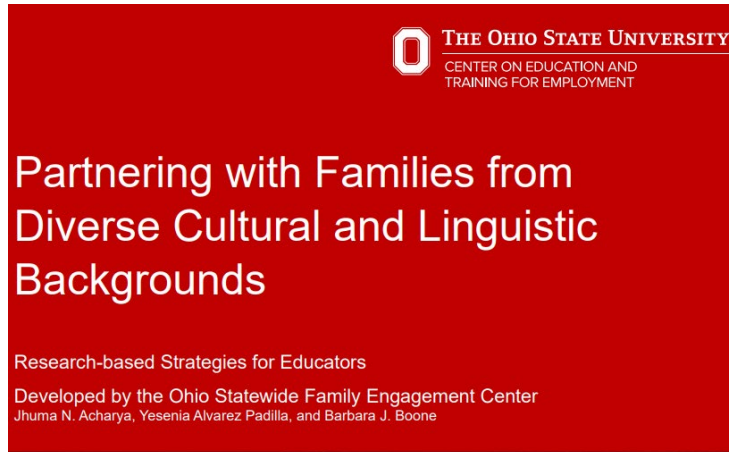 THE OHIO STATE UNIVERSITY
CENTER ON EDUCATION AND
TRAINING FOR EMPLOYMENT
Partnering with Families from
Diverse Cultural and Linguistic
Backgrounds
Research-based Strategies for Educators
Developed by the Ohio Statewide Family Engagement Center
Jhuma N. Acharya, Yesenia Alvarez Padilla, and Barbara J. Boone